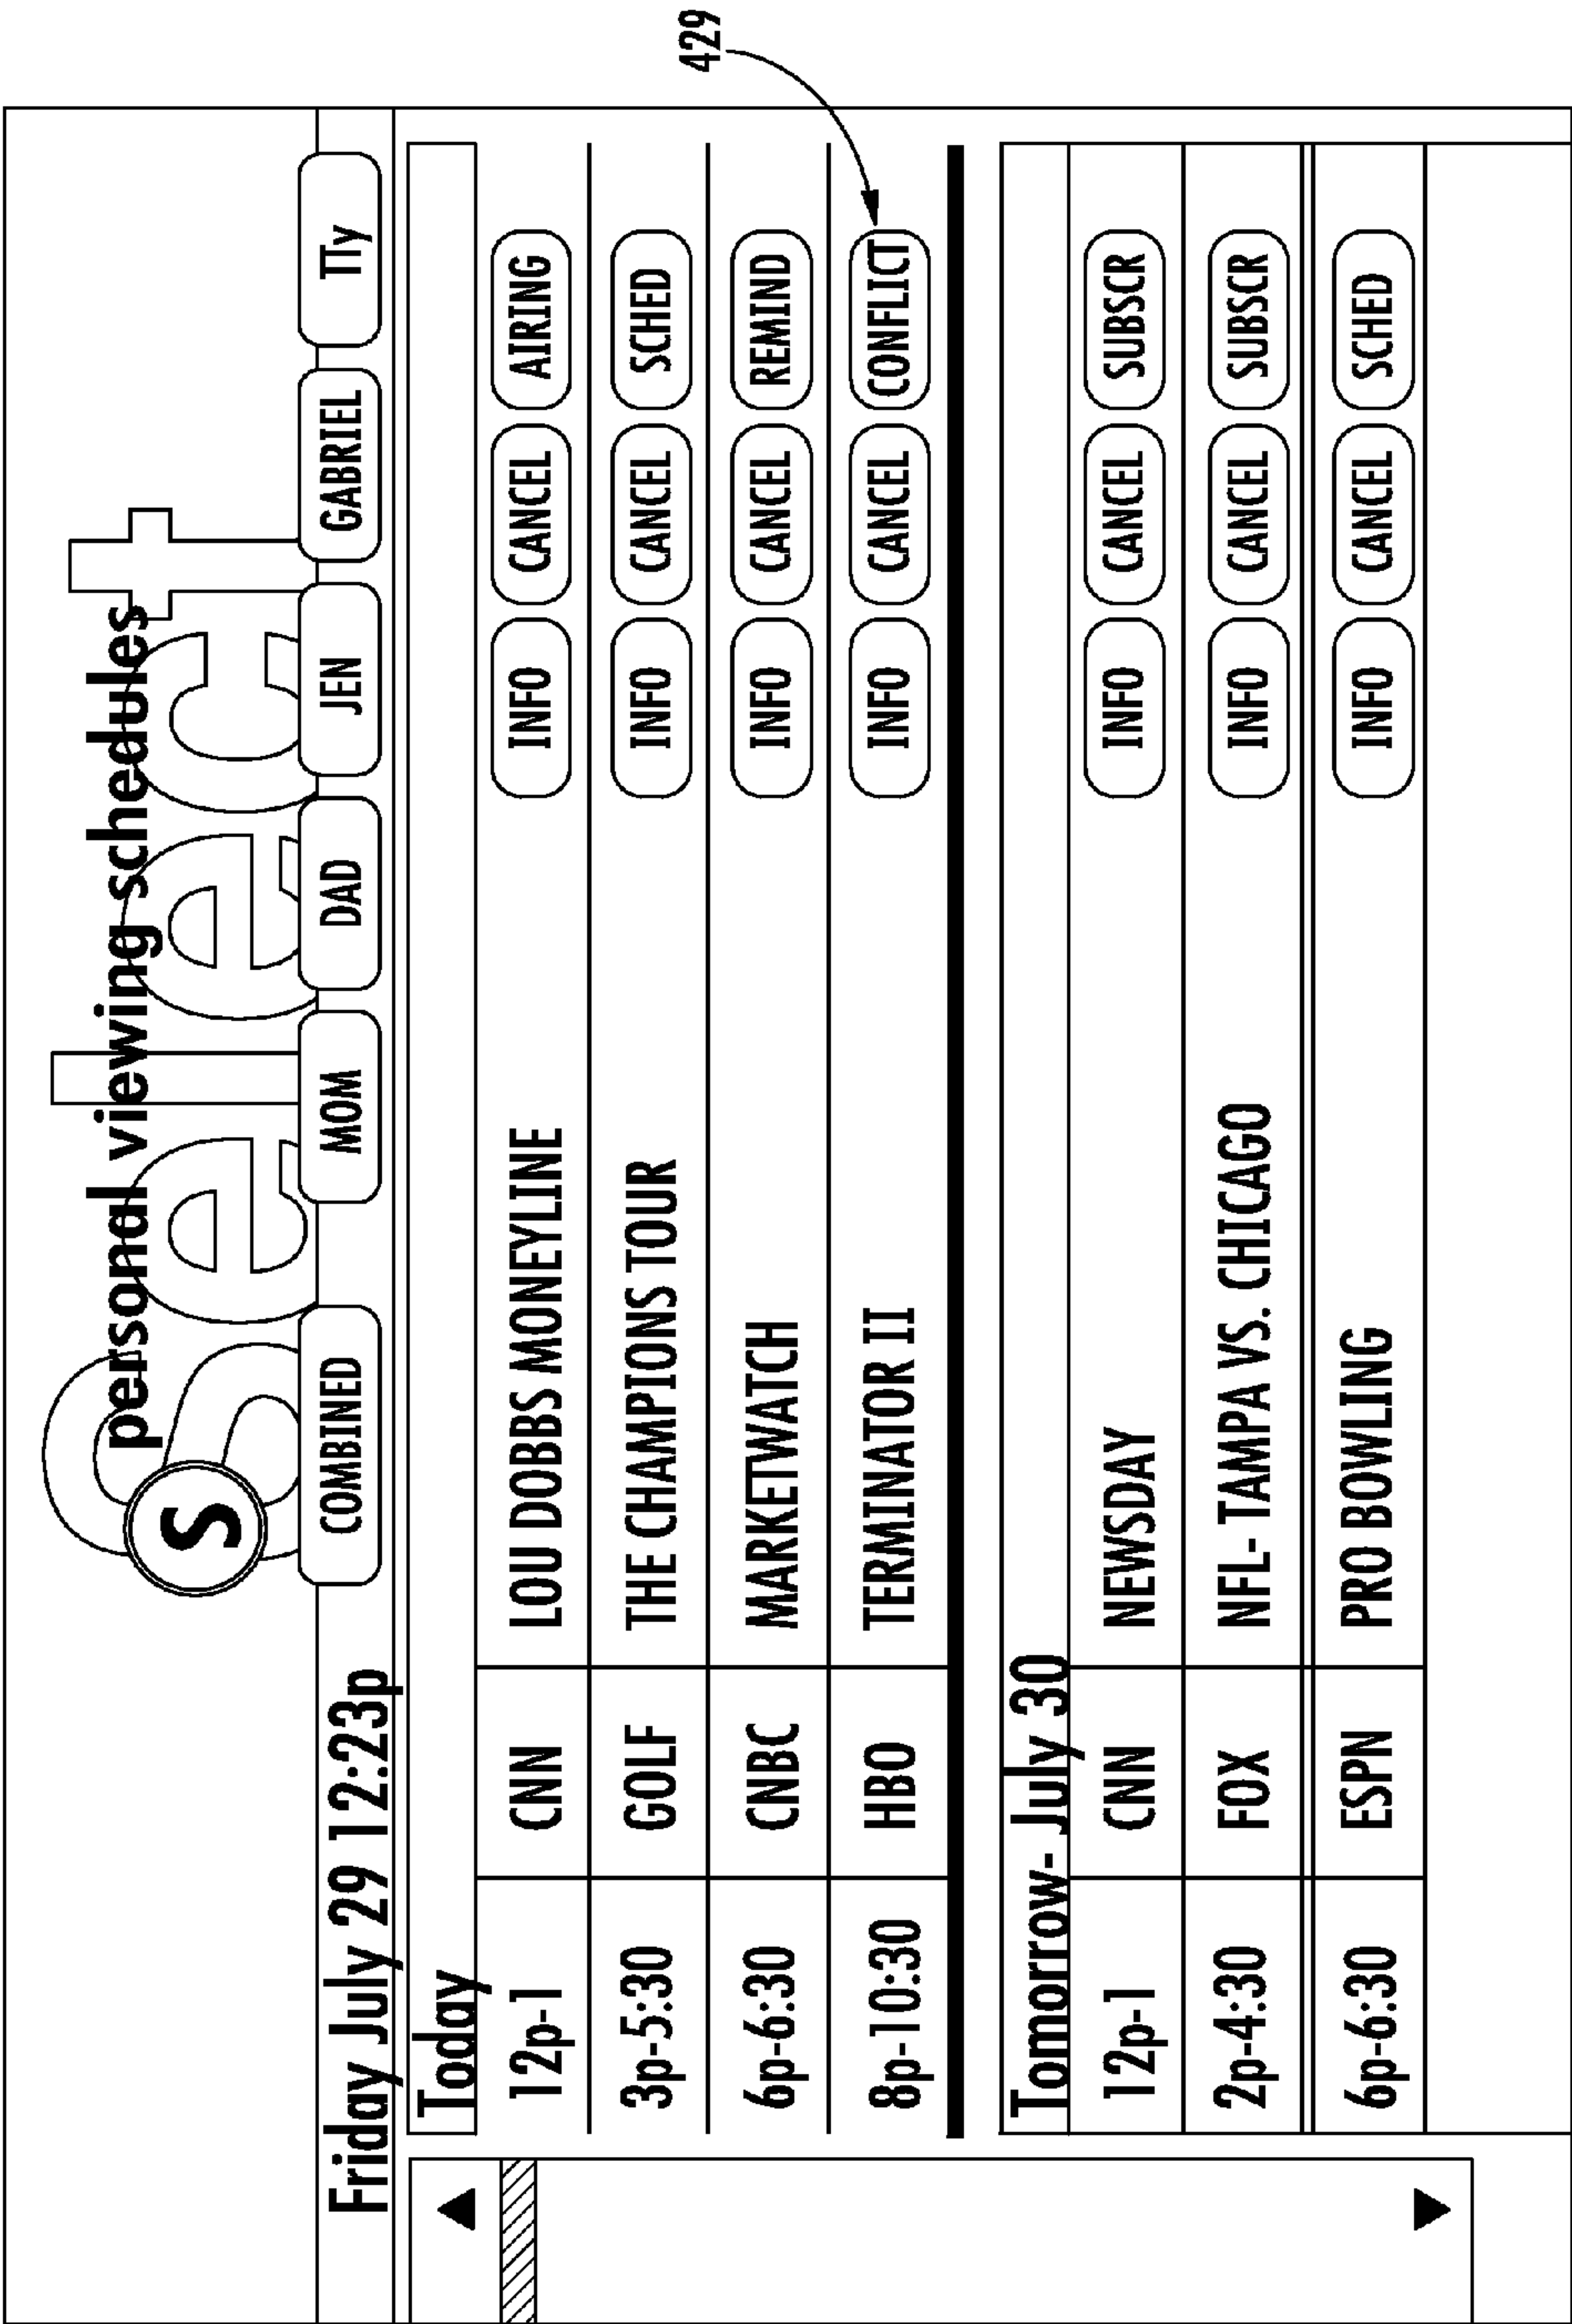 Select
S
personal viewing schedules
Friday July 29 12:23p
COMBINED MOM DAD JEN GABRIEL TTy
Today
12p-1 CNN LOU DOBBS MONEYLINE INFO CANCEL AIRING
3p-5:30 GOLF THE CHAMPIONS TOUR INFO CANCEL SCHED
6p-6:30 CNBC MARKETWATCH INFO CANCEL REMIND
8p-10:30 HBO TERMINATOR II INFO CANCEL CONFLICT
429
Tomorrow- July 30
12p-1 CNN NEWSDAY INFO CANCEL SUBSCR
2p-4:30 FOX NFL- TAMPA VS. CHICAGO INFO CANCEL SUBSCR
6p-6:30 ESPN PRO BOWLING INFO CANCEL SCHED